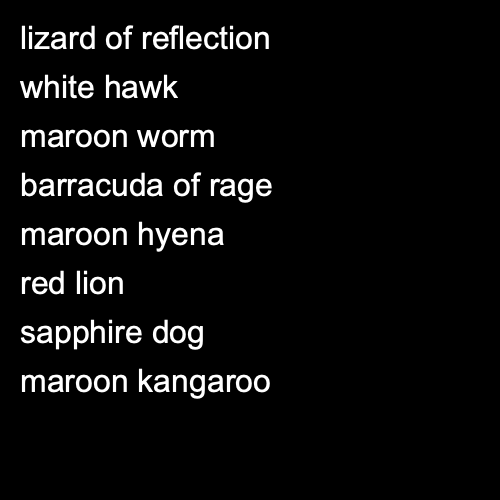 lizard of reflection
white hawk
maroon worm
barracuda of rage
maroon hyena
red lion
sapphire dog
maroon kangaroo